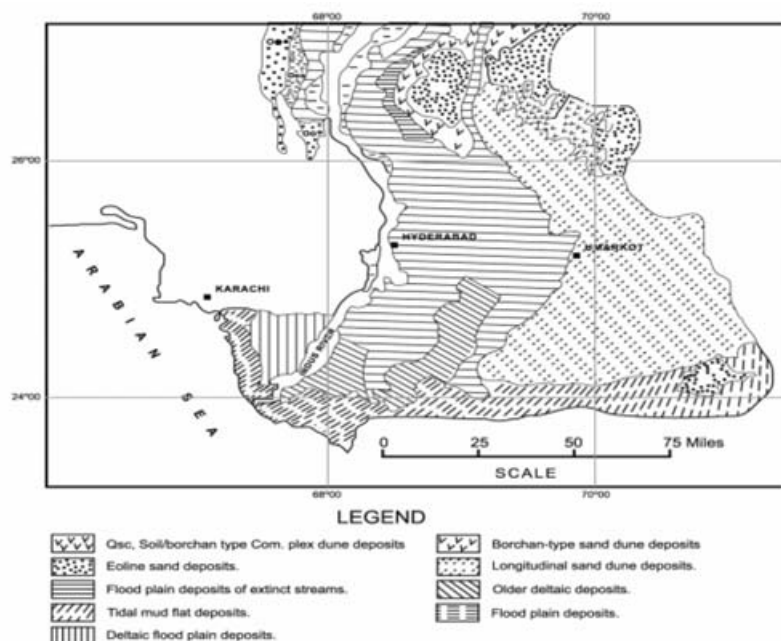 68°00 70°00
26°00
HYDERABAD
KARACHI
ARABIAN SEA
INDUS RIVER
24°00
0 25 50 75 Miles
SCALE
68°00 70°00
LEGEND
Qsc, Soil/borchan type Com. plex dune deposits
Eoline sand deposits.
Flood plain deposits of extinct streams.
Tidal mud flat deposits.
Deltaic flood plain deposits.
Borchan-type sand dune deposits
Longitudinal sand dune deposits.
Older deltaic deposits.
Flood plain deposits.